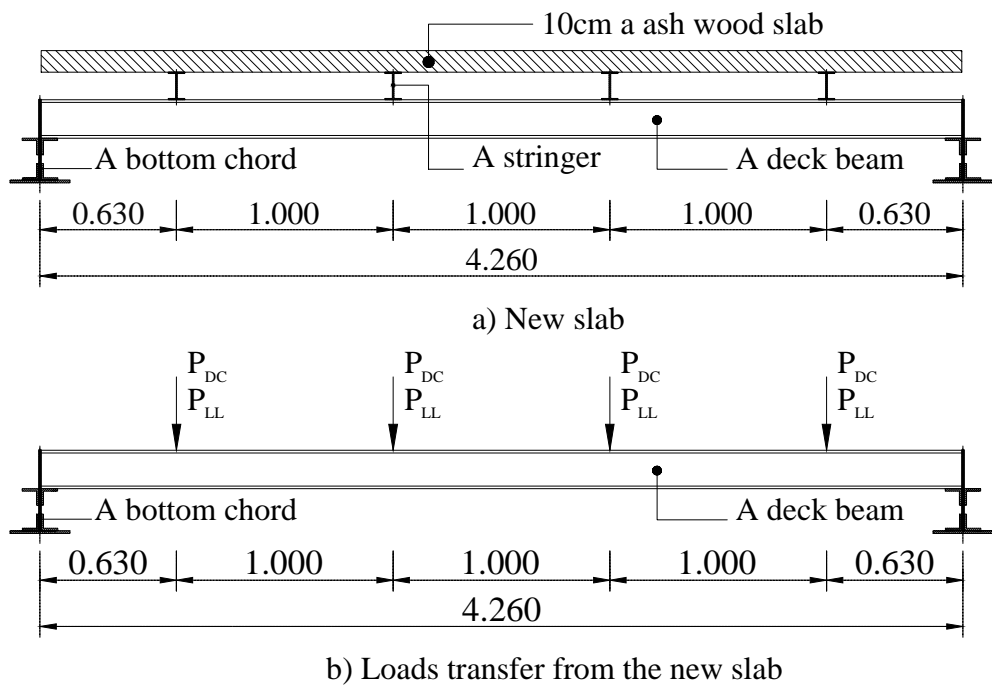 10cm a ash wood slab
A bottom chord A stringer A deck beam
0.630 1.000 1.000 1.000 0.630
4.260
a) New slab
P_DC P_DC P_DC P_DC
P_LL P_LL P_LL P_LL
A bottom chord A deck beam
0.630 1.000 1.000 1.000 0.630
4.260
b) Loads transfer from the new slab